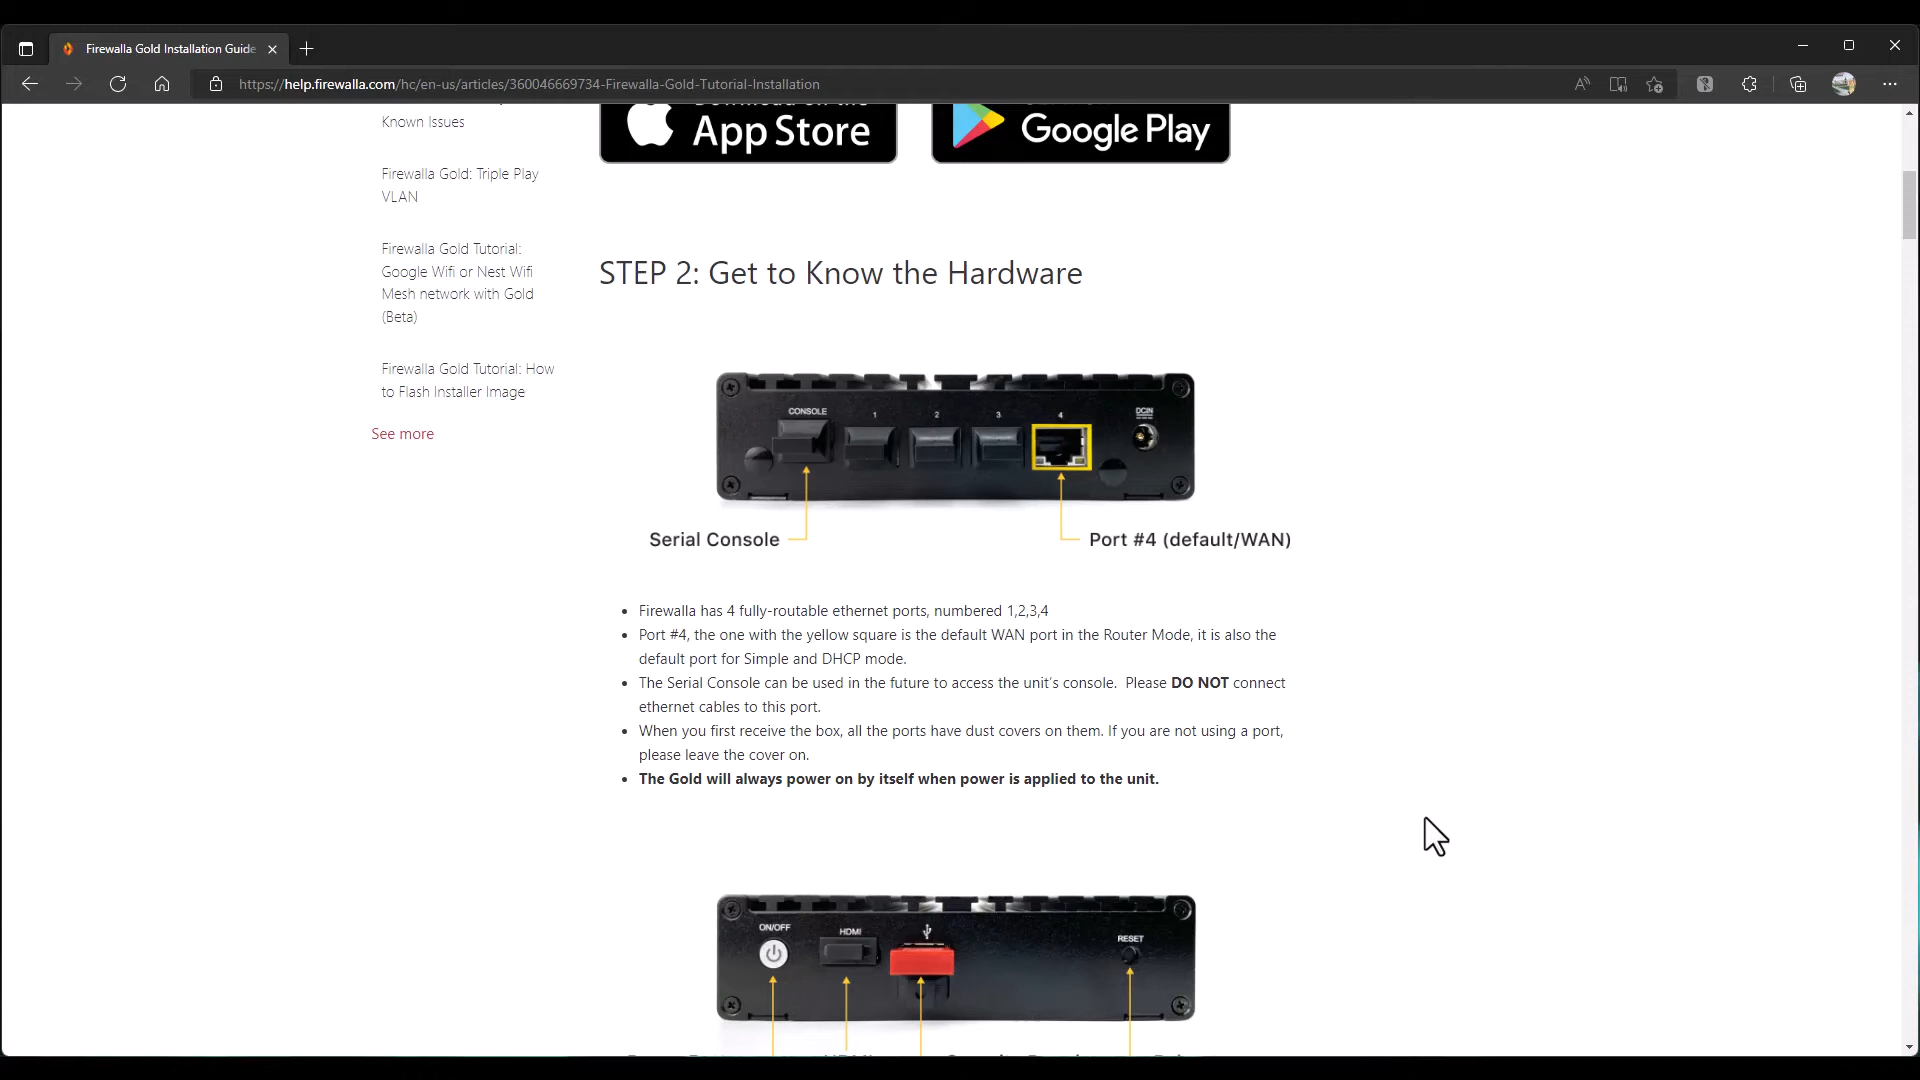 Firewalla Gold Installation Guide
https://help.firewalla.com/hc/en-us/articles/360046669734-Firewalla-Gold-Tutorial-Installation
Known Issues
Firewalla Gold: Triple Play
VLAN
Firewalla Gold Tutorial:
Google Wifi or Nest Wifi
Mesh network with Gold
(Beta)
Firewalla Gold Tutorial: How
to Flash Installer Image
See more
App Store
Google Play
STEP 2: Get to Know the Hardware
CONSOLE 1 2 3 4 DCIN
Serial Console
Port #4 (default/WAN)
• Firewalla has 4 fully-routable ethernet ports, numbered 1,2,3,4
• Port #4, the one with the yellow square is the default WAN port in the Router Mode, it is also the
default port for Simple and DHCP mode.
• The Serial Console can be used in the future to access the unit's console. Please DO NOT connect
ethernet cables to this port.
• When you first receive the box, all the ports have dust covers on them. If you are not using a port,
please leave the cover on.
• The Gold will always power on by itself when power is applied to the unit.
ON/OFF HDMI RESET